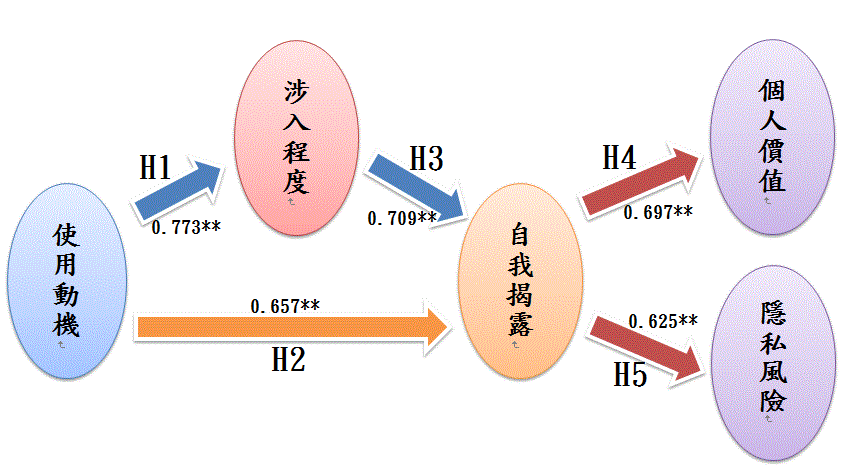 使用動機
H1
0.773**
涉入程度
H3
0.709**
0.657**
H2
自我揭露
H4
0.697**
個人價值
0.625**
H5
隱私風險